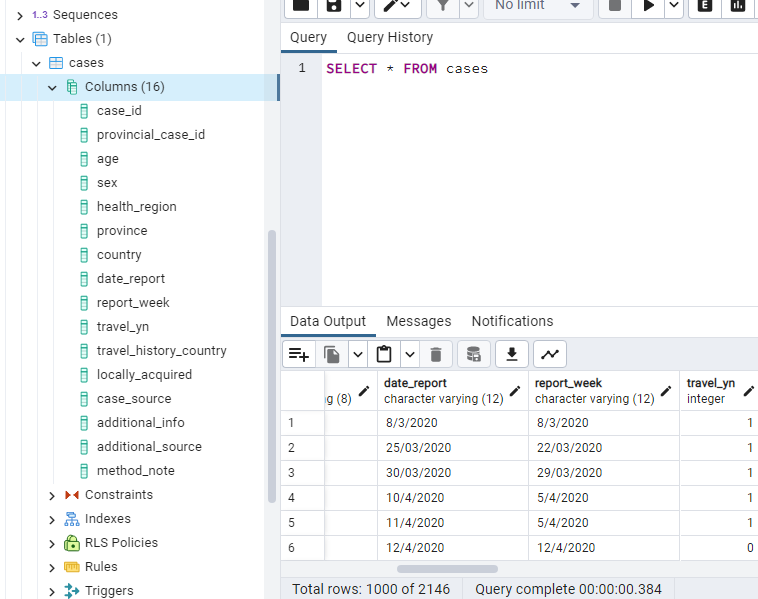 1..3 Sequences
Tables (1)
cases
Columns (16)
case_id
provincial_case_id
age
sex
health_region
province
country
date_report
report_week
travel_yn
travel_history_country
locally_acquired
case_source
additional_info
additional_source
method_note
Constraints
Indexes
RLS Policies
Rules
Triggers
No limit
E
Query Query History
1 SELECT * FROM cases
Data Output Messages Notifications
date_report report_week travel_yn
g (8) character varying (12) character varying (12) integer
1 8/3/2020 8/3/2020 1
2 25/03/2020 22/03/2020 1
3 30/03/2020 29/03/2020 1
4 10/4/2020 5/4/2020 1
5 11/4/2020 5/4/2020 1
6 12/4/2020 12/4/2020 0
Total rows: 1000 of 2146 Query complete 00:00:00.384